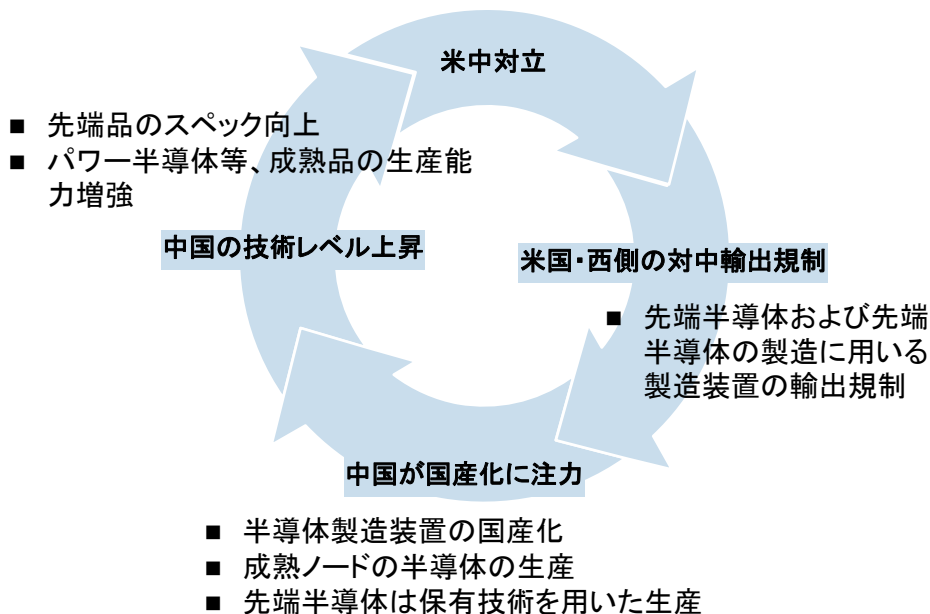 米中対立
■ 先端品のスペック向上
■ パワー半導体等、成熟品の生産能
力増強
中国の技術レベル上昇
米国・西側の対中輸出規制
■ 先端半導体および先端
半導体の製造に用いる
製造装置の輸出規制
中国が国産化に注力
■ 半導体製造装置の国産化
■ 成熟ノードの半導体の生産
■ 先端半導体は保有技術を用いた生産